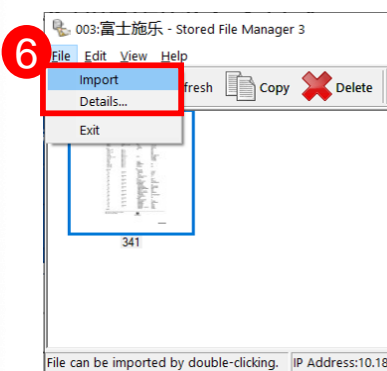 6
003:富士施乐 - Stored File Manager 3
File Edit View Help
Import
Details...
Exit
fresh Copy Delete
341
File can be imported by double-clicking. IP Address:10.18